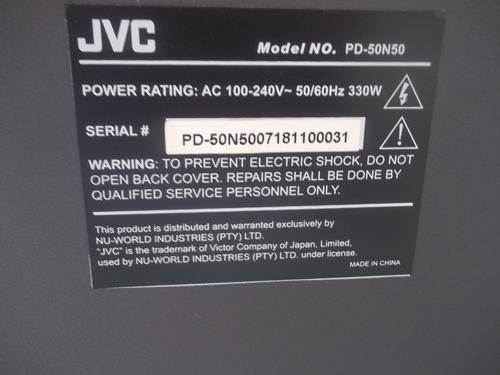 JVC
Model NO. PD-50N50
POWER RATING: AC 100-240V~ 50/60Hz 330W
SERIAL # PD-50N5007181100031
WARNING: TO PREVENT ELECTRIC SHOCK, DO NOT
OPEN BACK COVER. REPAIRS SHALL BE DONE BY
QUALIFIED SERVICE PERSONNEL ONLY.
This product is distributed and warranted exclusively by
NU-WORLD INDUSTRIES (PTY) LTD.
"JVC" is the trademark of Victor Company of Japan, Limited,
used by NU-WORLD INDUSTRIES (PTY) LTD. under license.
MADE IN CHINA